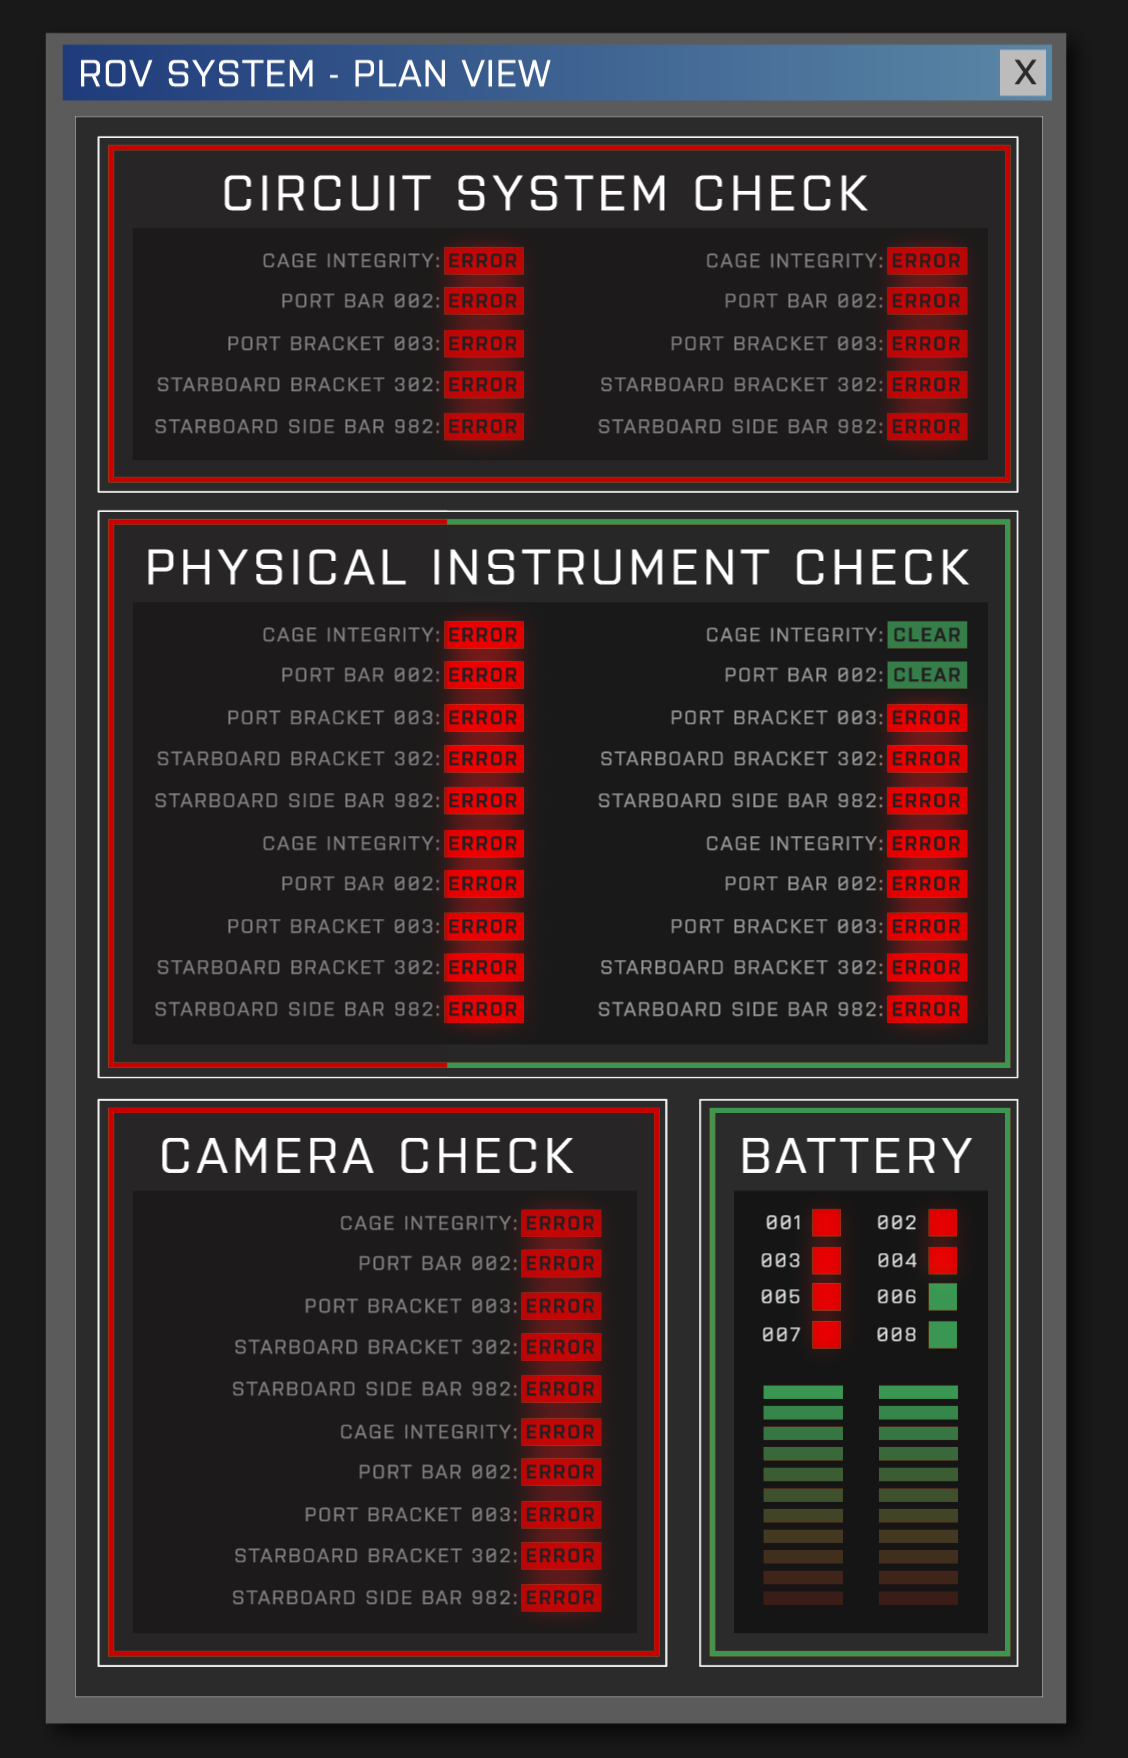 ROV SYSTEM - PLAN VIEW X
CIRCUIT SYSTEM CHECK
CAGE INTEGRITY: ERROR CAGE INTEGRITY: ERROR
PORT BAR 002: ERROR PORT BAR 002: ERROR
PORT BRACKET 003: ERROR PORT BRACKET 003: ERROR
STARBOARD BRACKET 302: ERROR STARBOARD BRACKET 302: ERROR
STARBOARD SIDE BAR 982: ERROR STARBOARD SIDE BAR 982: ERROR
PHYSICAL INSTRUMENT CHECK
CAGE INTEGRITY: ERROR CAGE INTEGRITY: CLEAR
PORT BAR 002: ERROR PORT BAR 002: CLEAR
PORT BRACKET 003: ERROR PORT BRACKET 003: ERROR
STARBOARD BRACKET 302: ERROR STARBOARD BRACKET 302: ERROR
STARBOARD SIDE BAR 982: ERROR STARBOARD SIDE BAR 982: ERROR
CAGE INTEGRITY: ERROR CAGE INTEGRITY: ERROR
PORT BAR 002: ERROR PORT BAR 002: ERROR
PORT BRACKET 003: ERROR PORT BRACKET 003: ERROR
STARBOARD BRACKET 302: ERROR STARBOARD BRACKET 302: ERROR
STARBOARD SIDE BAR 982: ERROR STARBOARD SIDE BAR 982: ERROR
CAMERA CHECK
CAGE INTEGRITY: ERROR
PORT BAR 002: ERROR
PORT BRACKET 003: ERROR
STARBOARD BRACKET 302: ERROR
STARBOARD SIDE BAR 982: ERROR
CAGE INTEGRITY: ERROR
PORT BAR 002: ERROR
PORT BRACKET 003: ERROR
STARBOARD BRACKET 302: ERROR
STARBOARD SIDE BAR 982: ERROR
BATTERY
001 002
003 004
005 006
007 008